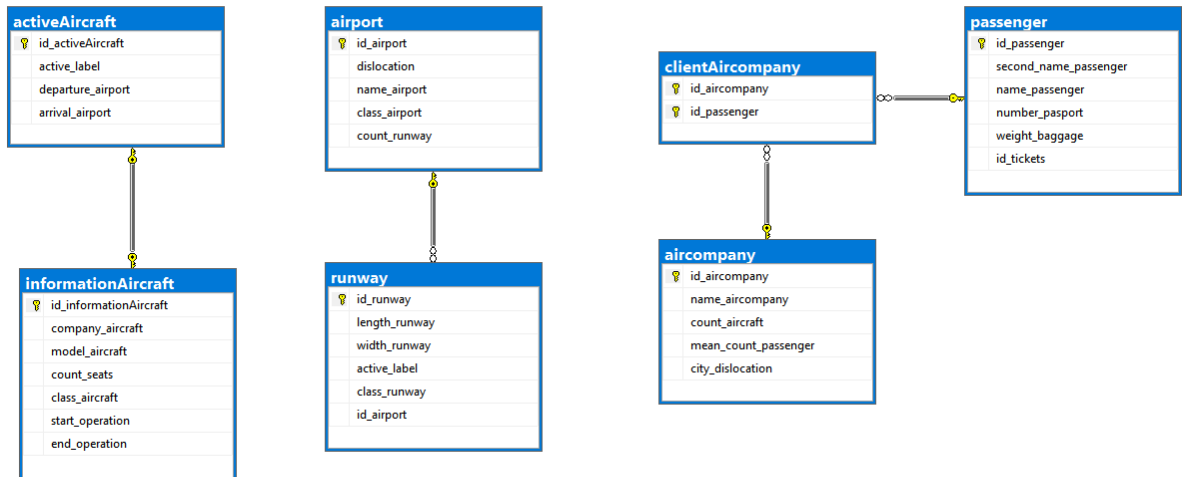 activeAircraft
id_activeAircraft
active_label
departure_airport
arrival_airport
informationAircraft
id_informationAircraft
company_aircraft
model_aircraft
count_seats
class_aircraft
start_operation
end_operation
airport
id_airport
dislocation
name_airport
class_airport
count_runway
runway
id_runway
length_runway
width_runway
active_label
class_runway
id_airport
clientAircompany
id_aircompany
id_passenger
aircompany
id_aircompany
name_aircompany
count_aircraft
mean_count_passenger
city_dislocation
passenger
id_passenger
second_name_passenger
name_passenger
number_pasport
weight_baggage
id_tickets